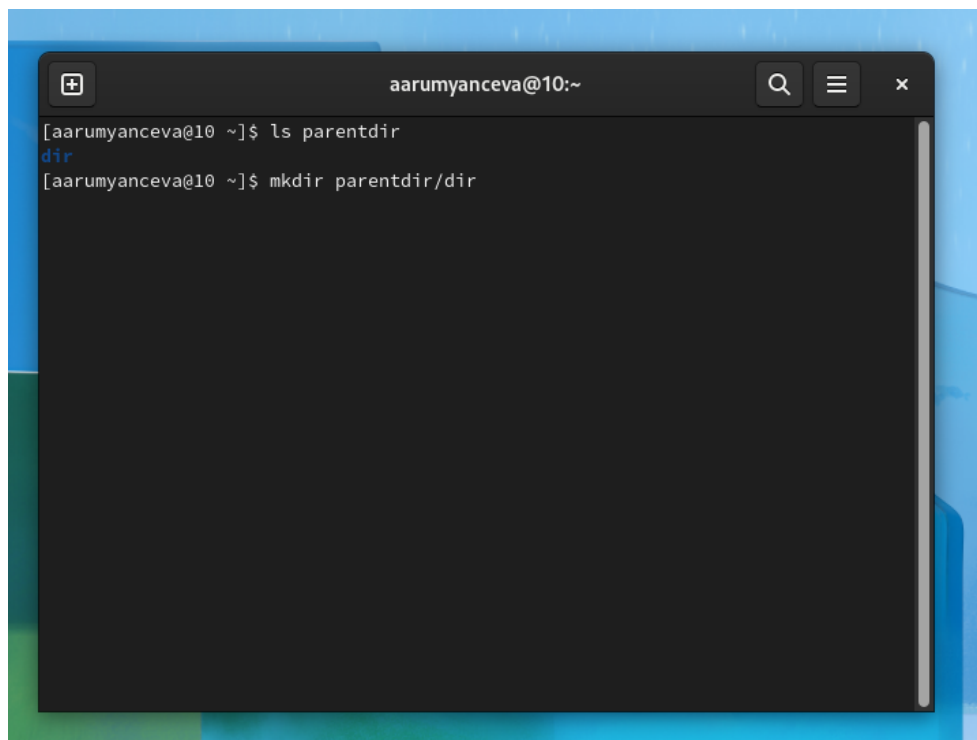 aarumyanceva@10:~
[aarumyanceva@10 ~]$ ls parentdir
dir
[aarumyanceva@10 ~]$ mkdir parentdir/dir